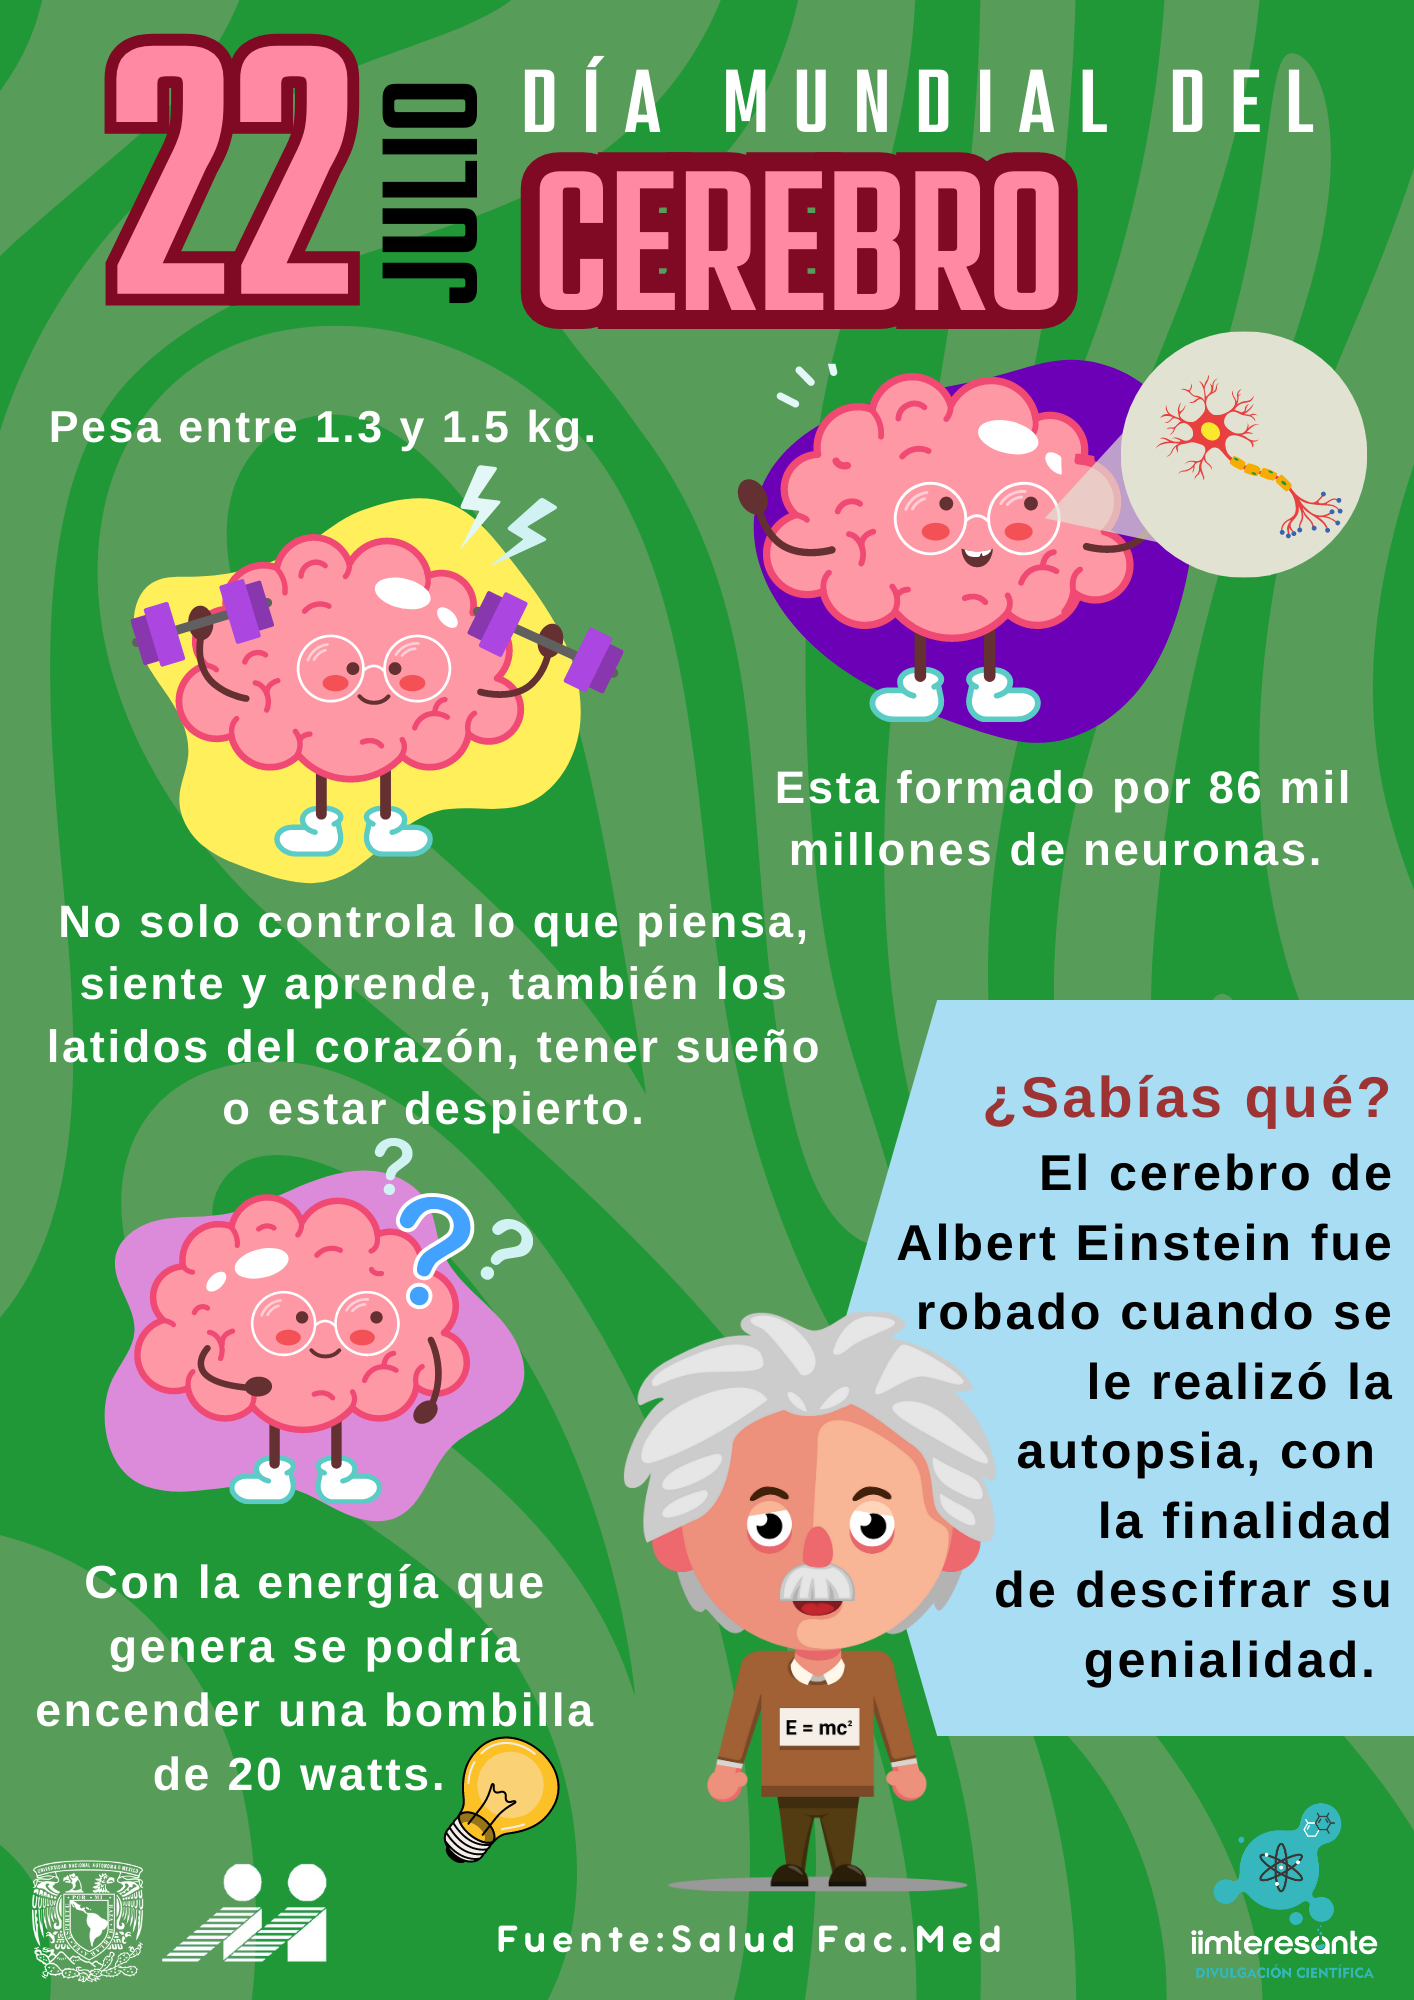 22
JULIO
DÍA MUNDIAL DEL
CEREBRO
Pesa entre 1.3 y 1.5 kg.
Esta formado por 86 mil
millones de neuronas.
No solo controla lo que piensa,
siente y aprende, también los
latidos del corazón, tener sueño
o estar despierto.
¿Sabías qué?
El cerebro de
Albert Einstein fue
robado cuando se
le realizó la
autopsia, con
la finalidad
de descifrar su
genialidad.
Con la energía que
genera se podría
encender una bombilla
de 20 watts.
E = mc²
Fuente:Salud Fac.Med
iimteresante
DIVULGACIÓN CIENTÍFICA